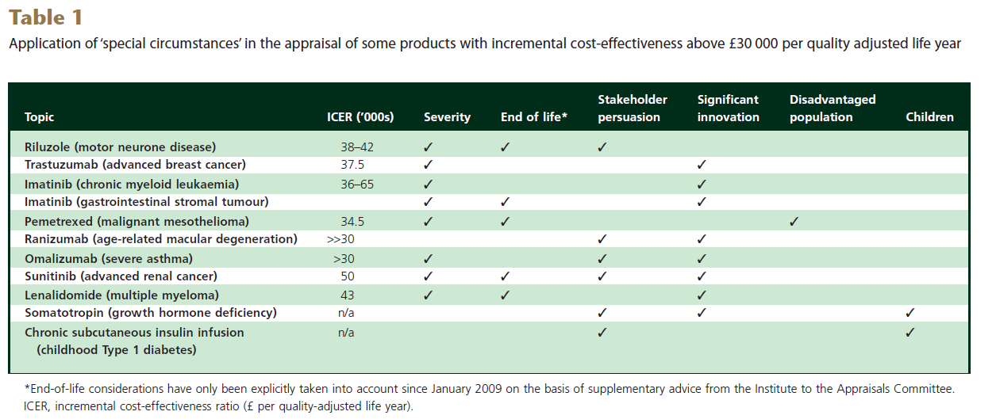 Table 1
Application of 'special circumstances' in the appraisal of some products with incremental cost-effectiveness above £30 000 per quality adjusted life year
Topic ICER ('000s) Severity End of life* Stakeholder persuasion Significant innovation Disadvantaged population Children
Riluzole (motor neurone disease) 38–42 ✓ ✓ ✓
Trastuzumab (advanced breast cancer) 37.5 ✓ ✓
Imatinib (chronic myeloid leukaemia) 36–65 ✓ ✓
Imatinib (gastrointestinal stromal tumour) ✓ ✓ ✓
Pemetrexed (malignant mesothelioma) 34.5 ✓ ✓ ✓
Ranizumab (age-related macular degeneration) >>30 ✓ ✓
Omalizumab (severe asthma) >30 ✓ ✓ ✓
Sunitinib (advanced renal cancer) 50 ✓ ✓ ✓ ✓
Lenalidomide (multiple myeloma) 43 ✓ ✓ ✓
Somatotropin (growth hormone deficiency) n/a ✓ ✓ ✓
Chronic subcutaneous insulin infusion n/a ✓ ✓
(childhood Type 1 diabetes)
*End-of-life considerations have only been explicitly taken into account since January 2009 on the basis of supplementary advice from the Institute to the Appraisals Committee.
ICER, incremental cost-effectiveness ratio (£ per quality-adjusted life year).